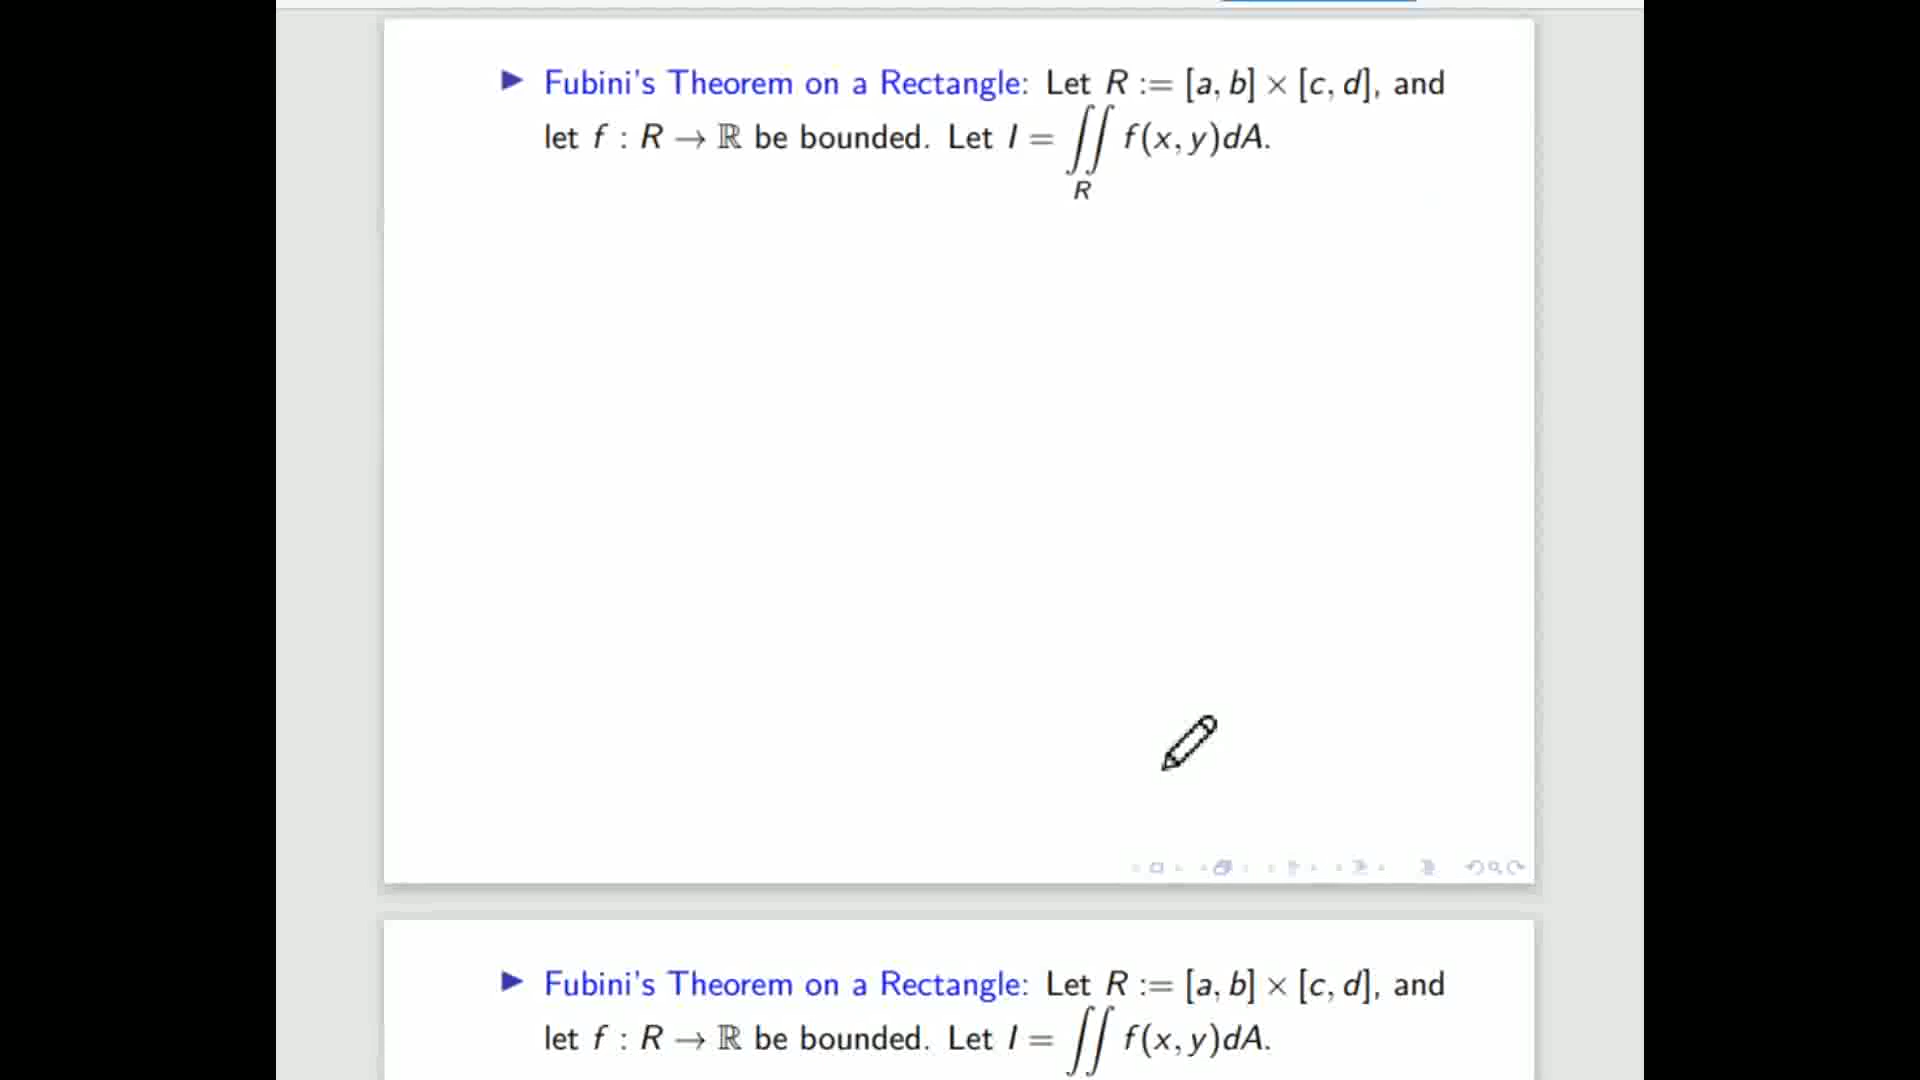 ▶ Fubini's Theorem on a Rectangle: Let R := [a, b] × [c, d], and
let f : R → ℝ be bounded. Let I = ∬ f(x, y)dA.
R
▶ Fubini's Theorem on a Rectangle: Let R := [a, b] × [c, d], and
let f : R → ℝ be bounded. Let I = ∬ f(x, y)dA.